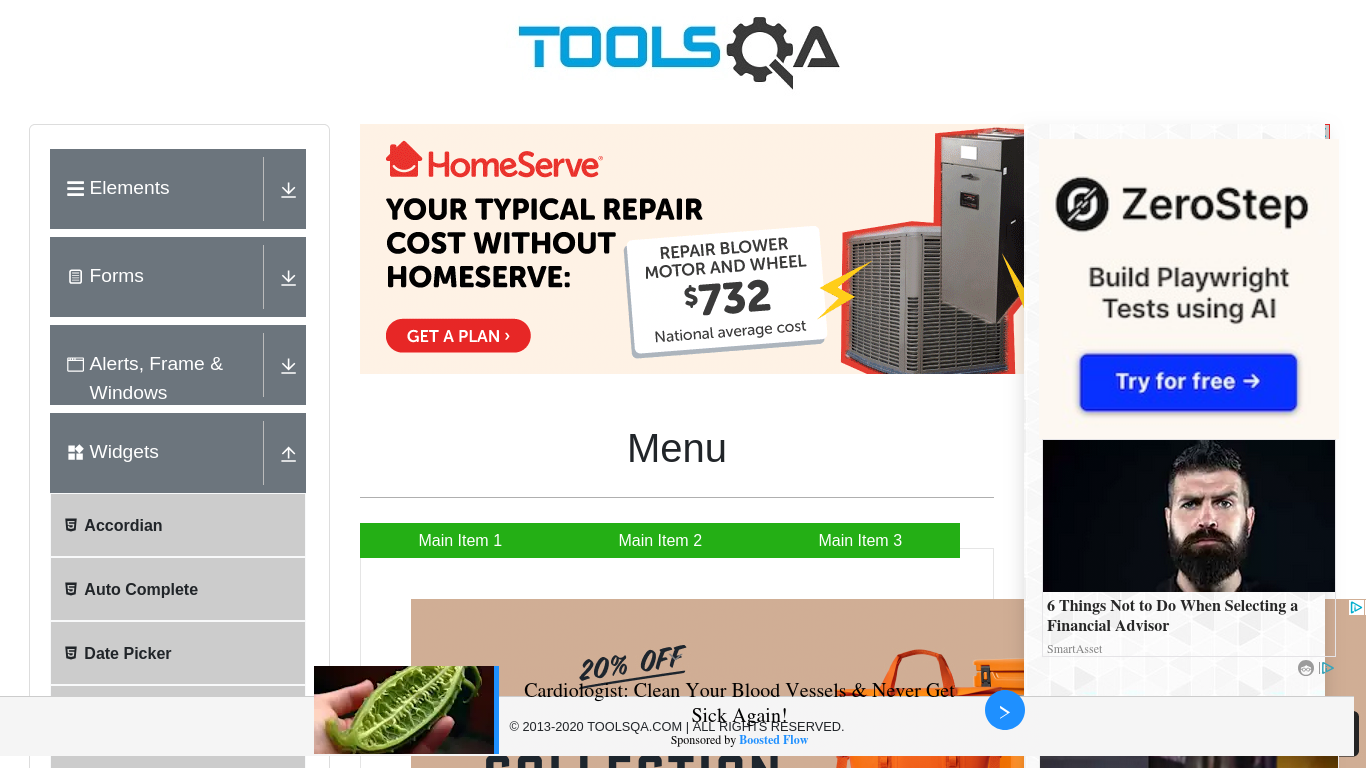 TOOLSQA
Elements
Forms
Alerts, Frame &
Windows
Widgets
Accordian
Auto Complete
Date Picker
HomeServe®
YOUR TYPICAL REPAIR
COST WITHOUT
HOMESERVE:
GET A PLAN ›
REPAIR BLOWER
MOTOR AND WHEEL
$732
National average cost
Menu
Main Item 1
Main Item 2
Main Item 3
20% OFF
COLLECTION
Cardiologist: Clean Your Blood Vessels & Never Get
Sick Again!
Sponsored by Boosted Flow
© 2013-2020 TOOLSQA.COM | ALL RIGHTS RESERVED.
ZeroStep
Build Playwright
Tests using AI
Try for free →
6 Things Not to Do When Selecting a
Financial Advisor
SmartAsset